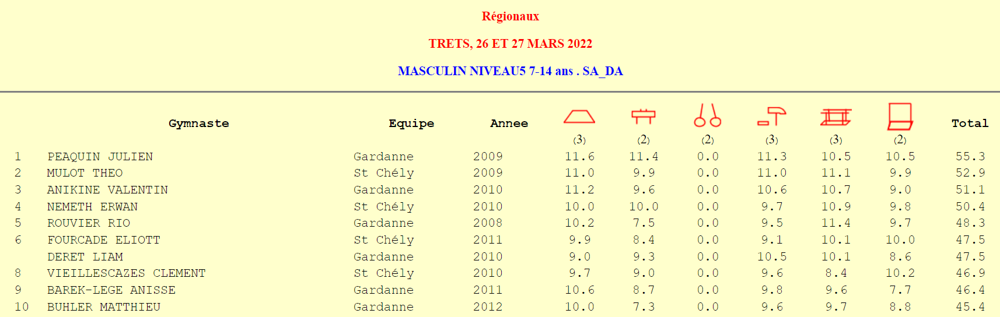 Régionaux
TRETS, 26 ET 27 MARS 2022
MASCULIN NIVEAU5 7-14 ans . SA_DA
Gymnaste Equipe Annee Total
(3) (2) (2) (3) (3) (2)
1 PEAQUIN JULIEN Gardanne 2009 11.6 11.4 0.0 11.3 10.5 10.5 55.3
2 MULOT THEO St Chély 2009 11.0 9.9 0.0 11.0 11.1 9.9 52.9
3 ANIKINE VALENTIN Gardanne 2010 11.2 9.6 0.0 10.6 10.7 9.0 51.1
4 NEMETH ERWAN St Chély 2010 10.0 10.0 0.0 9.7 10.9 9.8 50.4
5 ROUVIER RIO Gardanne 2008 10.2 7.5 0.0 9.5 11.4 9.7 48.3
6 FOURCADE ELIOTT St Chély 2011 9.9 8.4 0.0 9.1 10.1 10.0 47.5
DERET LIAM Gardanne 2010 9.0 9.3 0.0 10.5 10.1 8.6 47.5
8 VIEILLESCAZES CLEMENT St Chély 2010 9.7 9.0 0.0 9.6 8.4 10.2 46.9
9 BAREK-LEGE ANISSE Gardanne 2011 10.6 8.7 0.0 9.8 9.6 7.7 46.4
10 BUHLER MATTHIEU Gardanne 2012 10.0 7.3 0.0 9.6 9.7 8.8 45.4